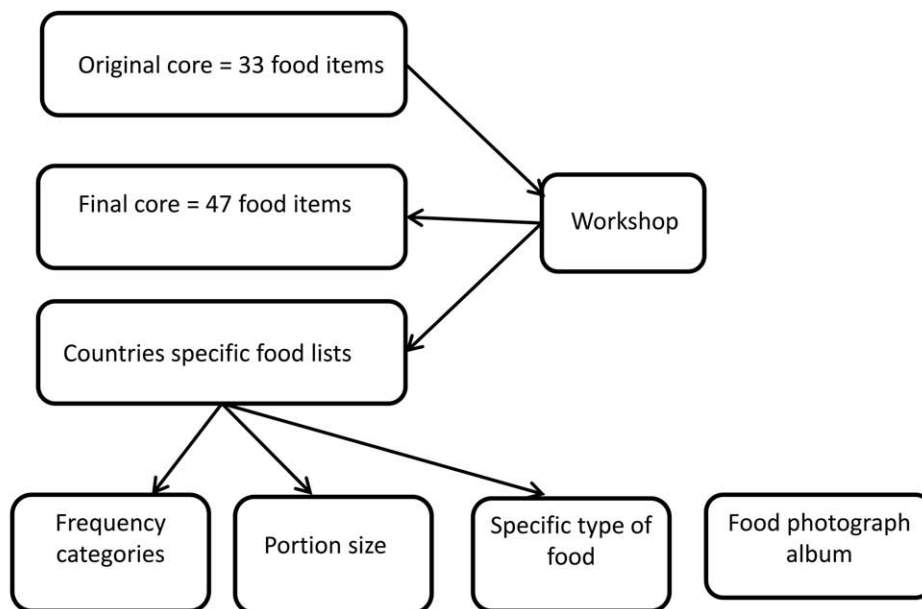 Original core = 33 food items
Final core = 47 food items
Workshop
Countries specific food lists
Frequency
categories
Portion size
Specific type of
food
Food photograph
album